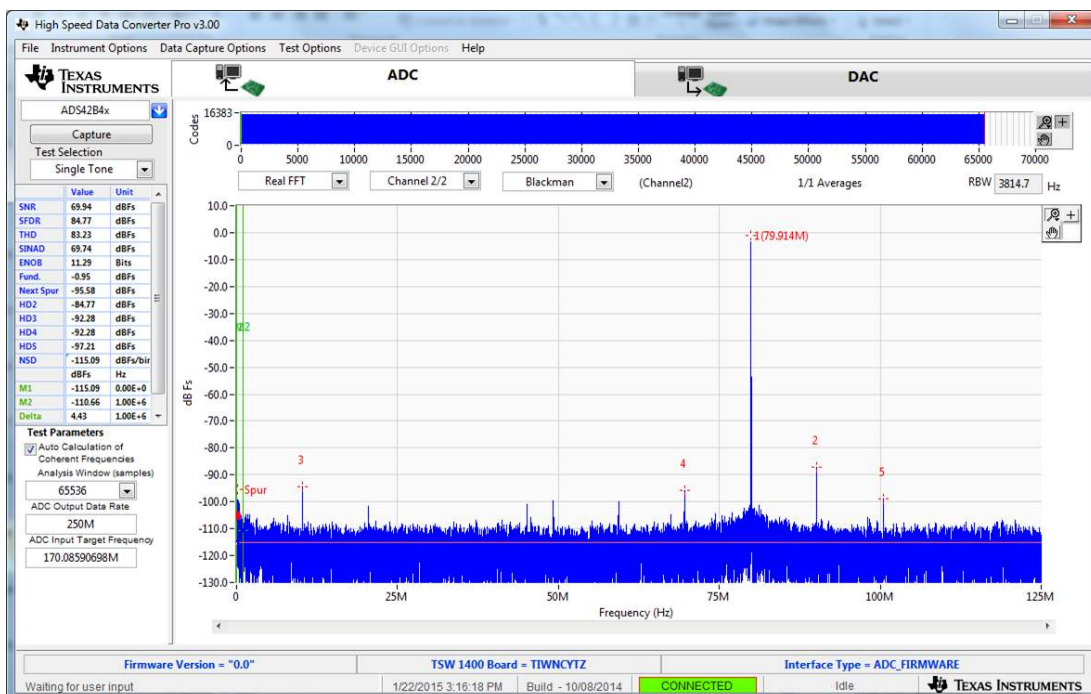 High Speed Data Converter Pro v3.00
File Instrument Options Data Capture Options Test Options Device GUI Options Help
TEXAS INSTRUMENTS
ADC
DAC
ADS42B4x
Capture
Test Selection
Single Tone
Value Unit
SNR 69.94 dBFs
SFDR 84.77 dBFs
THD 83.23 dBFs
SINAD 69.74 dBFs
ENOB 11.29 Bits
Fund. -0.95 dBFs
Next Spur -95.58 dBFs
HD2 -84.77 dBFs
HD3 -92.28 dBFs
HD4 -92.28 dBFs
HD5 -97.21 dBFs
NSD -115.09 dBFs/bin
dBFs Hz
M1 -115.09 0.00E+0
M2 -110.66 1.00E+6
Delta 4.43 1.00E+6
Test Parameters
Auto Calculation of
Coherent Frequencies
Analysis Window (samples)
65536
ADC Output Data Rate
250M
ADC Input Target Frequency
170.08590698M
Codes
16383
0
0 5000 10000 15000 20000 25000 30000 35000 40000 45000 50000 55000 60000 65000 70000
Real FFT Channel 2/2 Blackman (Channel2) 1/1 Averages RBW 3814.7 Hz
dB Fs
10.0
0.0
-10.0
-20.0
-30.0
-40.0
-50.0
-60.0
-70.0
-80.0
-90.0
-100.0
-110.0
-120.0
-130.0
1(79.914M)
3
4
2
5
Spur
0 25M 50M 75M 100M 125M
Frequency (Hz)
Firmware Version = "0.0" TSW 1400 Board = TIWNCYTZ Interface Type = ADC_FIRMWARE
Waiting for user input 1/22/2015 3:16:18 PM Build - 10/08/2014 CONNECTED Idle TEXAS INSTRUMENTS